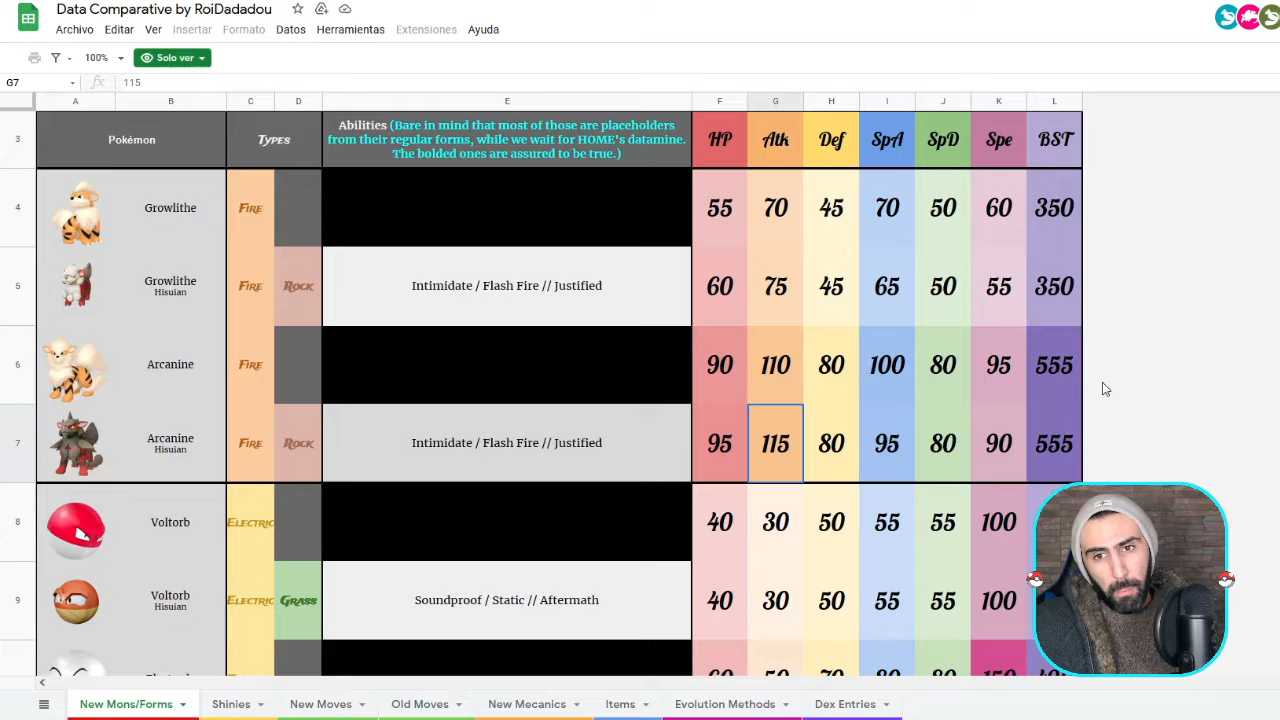 Data Comparative by RoiDadadou
Archivo Editar Ver Insertar Formato Datos Herramientas Extensiones Ayuda
100% Solo ver
G7 fx 115
A B C D E F G H I J K L
3 Pokémon Types Abilities (Bare in mind that most of those are placeholders
from their regular forms, while we wait for HOME's datamine.
The bolded ones are assured to be true.) HP Atk Def SpA SpD Spe BST
4 Growlithe Fire 55 70 45 70 50 60 350
5 Growlithe
Hisuian Fire Rock Intimidate / Flash Fire // Justified 60 75 45 65 50 55 350
6 Arcanine Fire 90 110 80 100 80 95 555
7 Arcanine
Hisuian Fire Rock Intimidate / Flash Fire // Justified 95 115 80 95 80 90 555
8 Voltorb Electric 40 30 50 55 55 100
9 Voltorb
Hisuian Electric Grass Soundproof / Static // Aftermath 40 30 50 55 55 100
New Mons/Forms Shinies New Moves Old Moves New Mecanics Items Evolution Methods Dex Entries